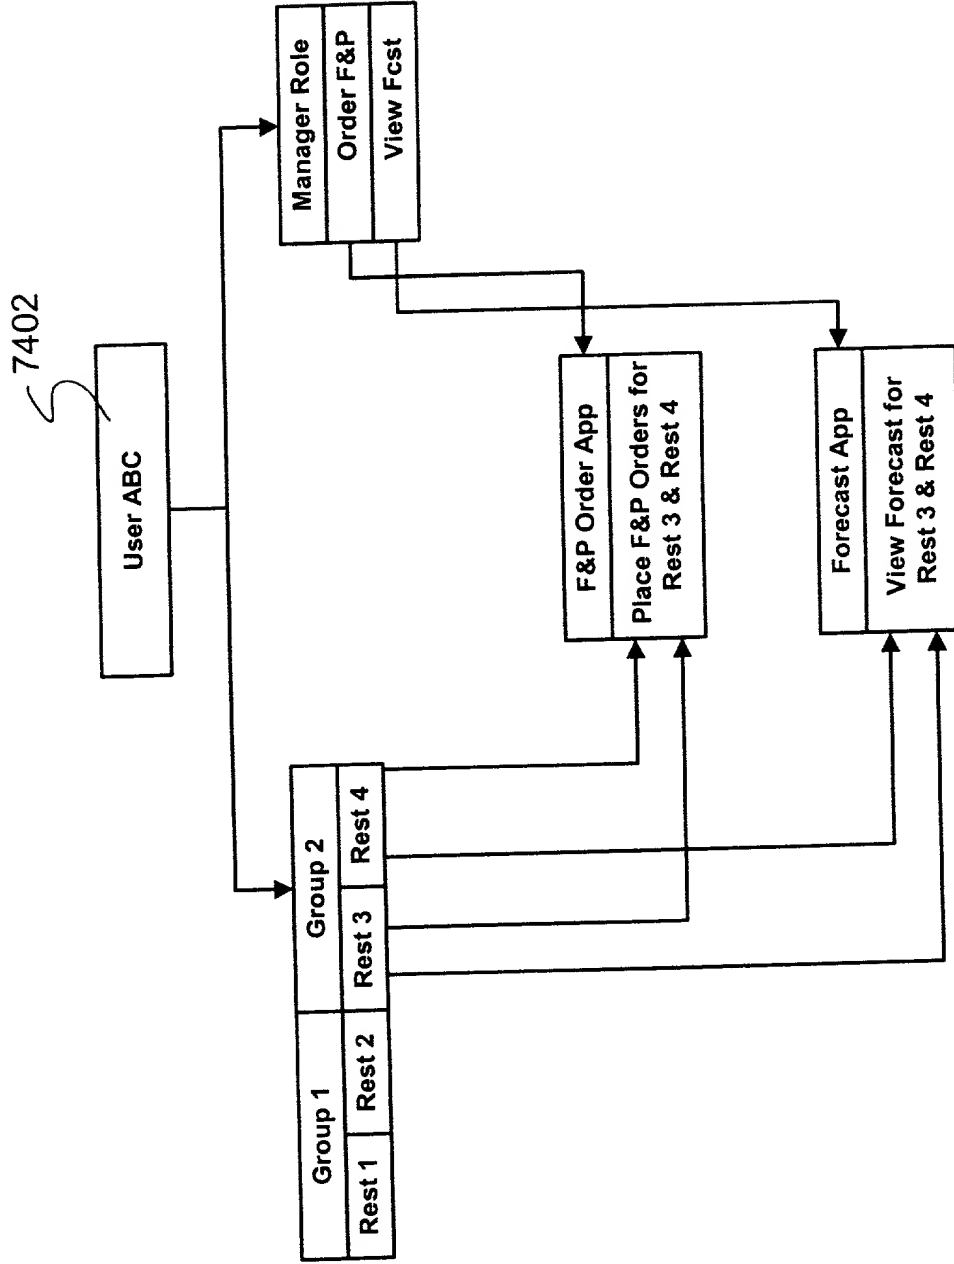 7402
User ABC
Group 1
Group 2
Rest 1
Rest 2
Rest 3
Rest 4
Manager Role
Order F&P
View Fcst
F&P Order App
Place F&P Orders for
Rest 3 & Rest 4
Forecast App
View Forecast for
Rest 3 & Rest 4